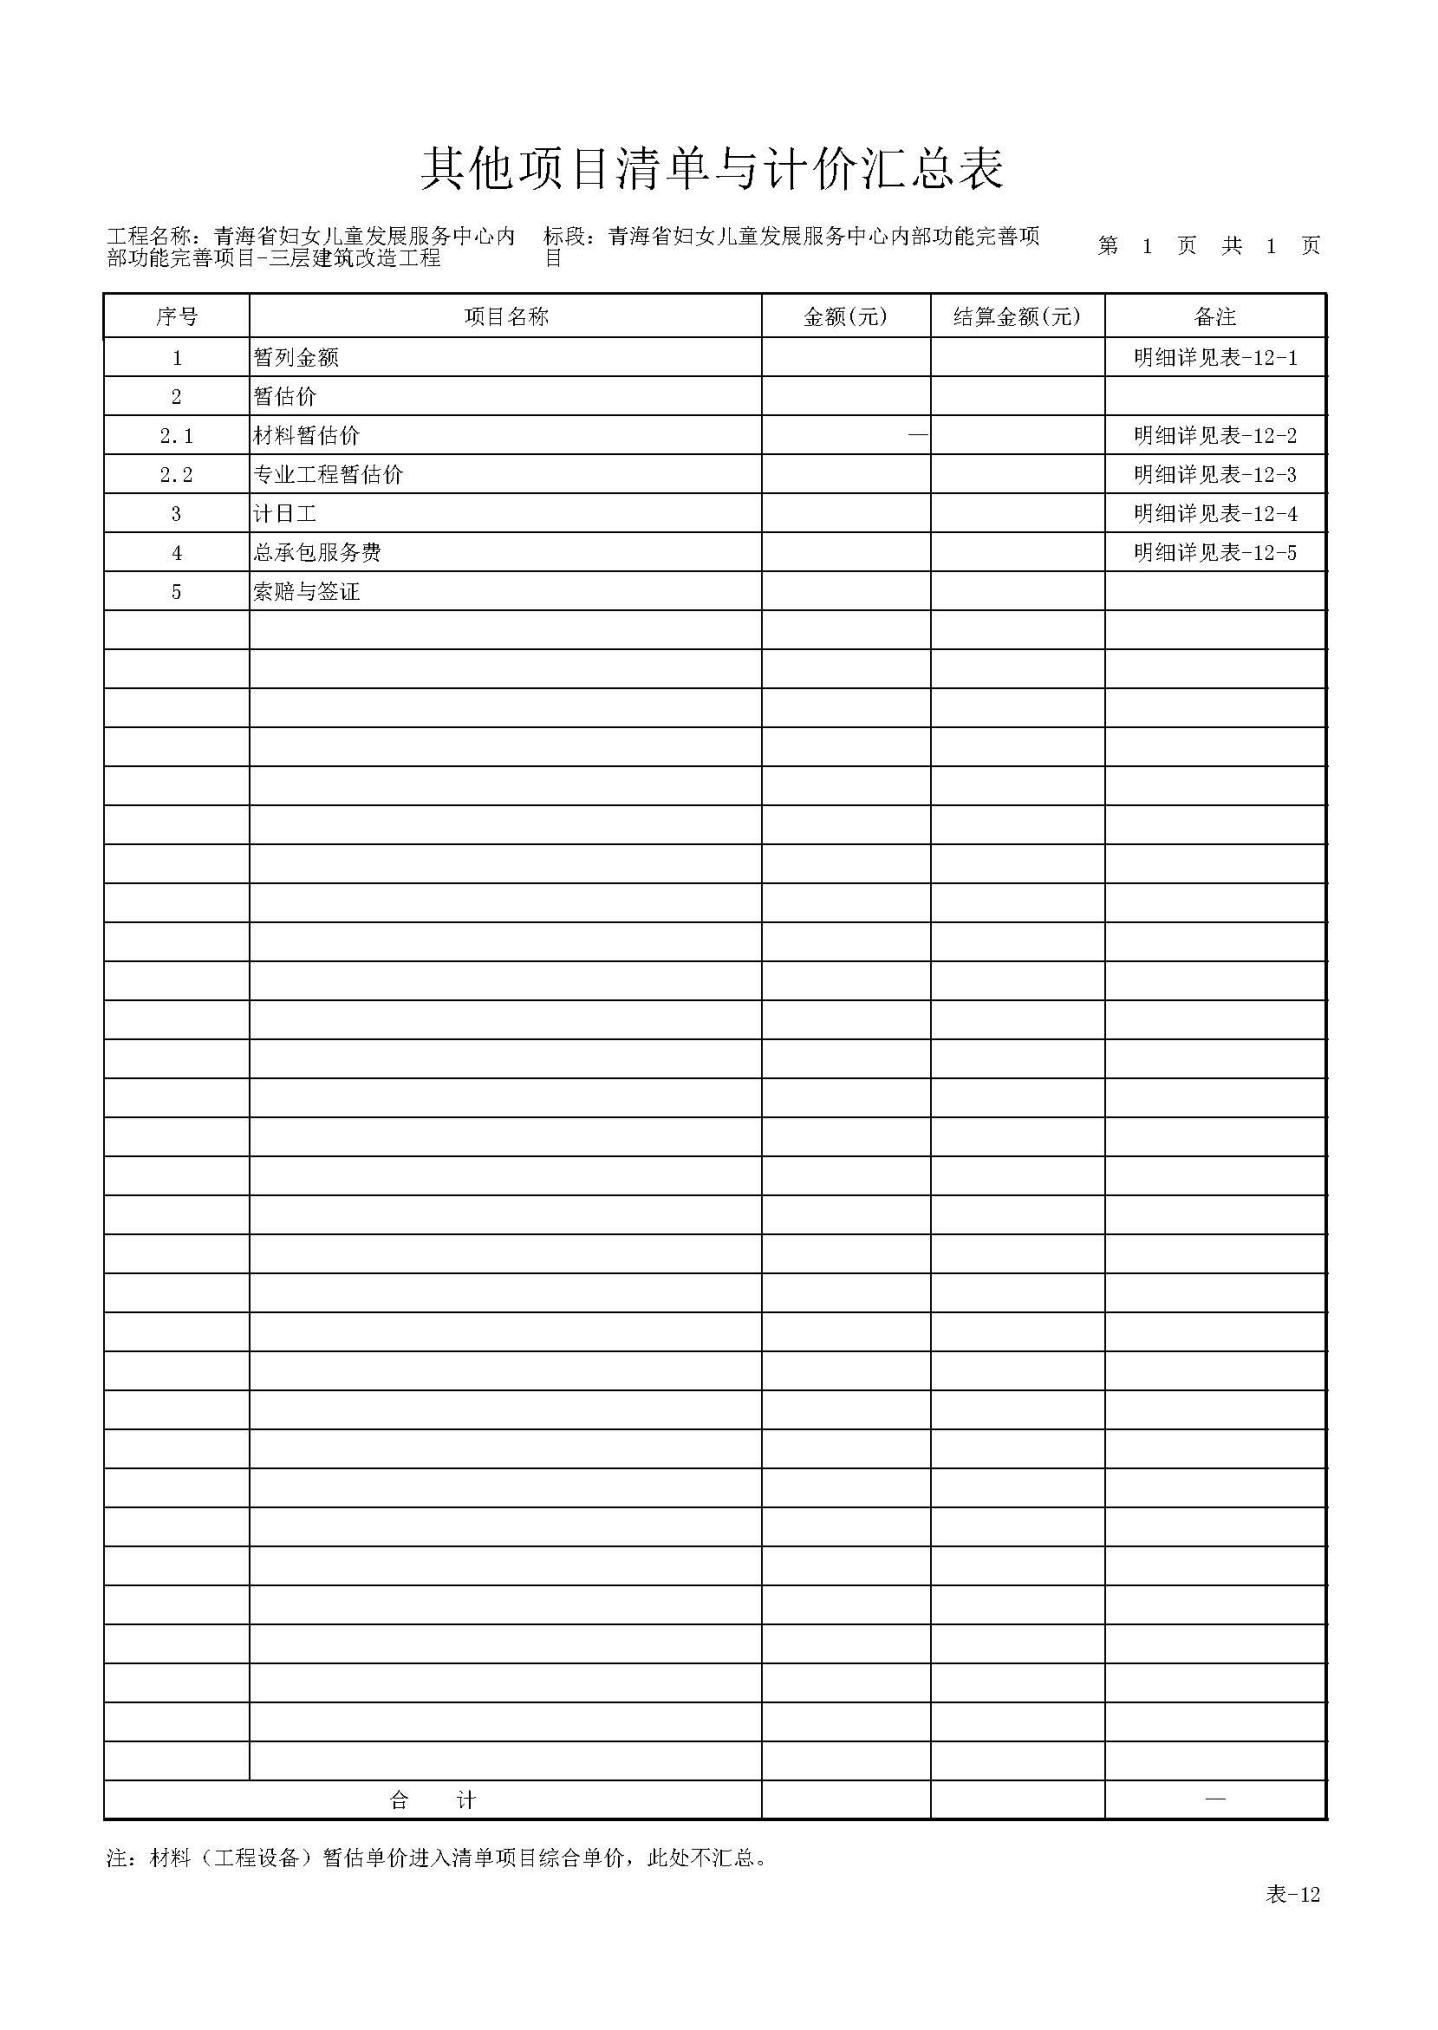 其他项目清单与计价汇总表
工程名称：青海省妇女儿童发展服务中心内
部功能完善项目-三层建筑改造工程
标段：青海省妇女儿童发展服务中心内部功能完善项
目
第 1 页 共 1 页
序号 项目名称 金额(元) 结算金额(元) 备注
1 暂列金额 明细详见表-12-1
2 暂估价
2.1 材料暂估价 — 明细详见表-12-2
2.2 专业工程暂估价 明细详见表-12-3
3 计日工 明细详见表-12-4
4 总承包服务费 明细详见表-12-5
5 索赔与签证
合 计 —
注：材料（工程设备）暂估单价进入清单项目综合单价，此处不汇总。
表-12